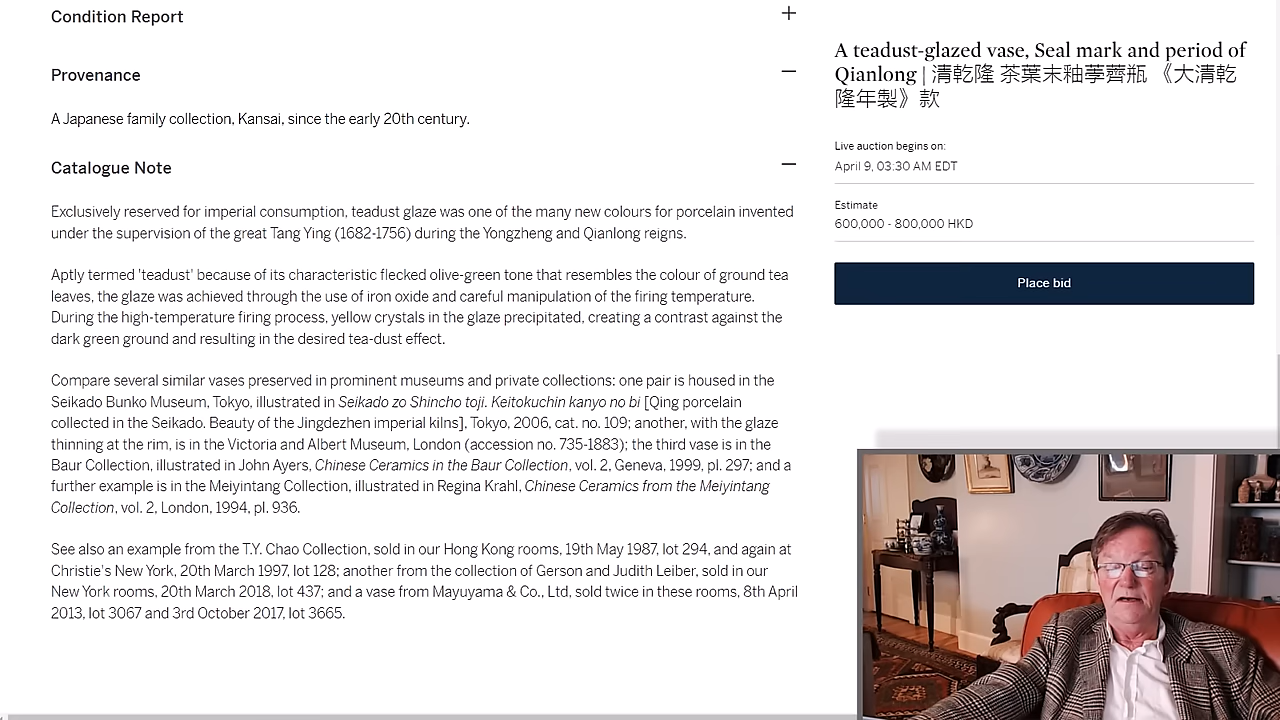 Condition Report
Provenance
A Japanese family collection, Kansai, since the early 20th century.
Catalogue Note
Exclusively reserved for imperial consumption, teadust glaze was one of the many new colours for porcelain invented
under the supervision of the great Tang Ying (1682-1756) during the Yongzheng and Qianlong reigns.
Aptly termed 'teadust' because of its characteristic flecked olive-green tone that resembles the colour of ground tea
leaves, the glaze was achieved through the use of iron oxide and careful manipulation of the firing temperature.
During the high-temperature firing process, yellow crystals in the glaze precipitated, creating a contrast against the
dark green ground and resulting in the desired tea-dust effect.
Compare several similar vases preserved in prominent museums and private collections: one pair is housed in the
Seikado Bunko Museum, Tokyo, illustrated in Seikado zo Shincho toji. Keitokuchin kanyo no bi [Qing porcelain
collected in the Seikado. Beauty of the Jingdezhen imperial kilns], Tokyo, 2006, cat. no. 109; another, with the glaze
thinning at the rim, is in the Victoria and Albert Museum, London (accession no. 735-1883); the third vase is in the
Baur Collection, illustrated in John Ayers, Chinese Ceramics in the Baur Collection, vol. 2, Geneva, 1999, pl. 297; and a
further example is in the Meiyintang Collection, illustrated in Regina Krahl, Chinese Ceramics from the Meiyintang
Collection, vol. 2, London, 1994, pl. 936.
See also an example from the T.Y. Chao Collection, sold in our Hong Kong rooms, 19th May 1987, lot 294, and again at
Christie's New York, 20th March 1997, lot 128; another from the collection of Gerson and Judith Leiber, sold in our
New York rooms, 20th March 2018, lot 437; and a vase from Mayuyama & Co., Ltd, sold twice in these rooms, 8th April
2013, lot 3067 and 3rd October 2017, lot 3665.
A teadust-glazed vase, Seal mark and period of
Qianlong | 清乾隆 茶葉末釉荸薺瓶 《大清乾
隆年製》款
Live auction begins on:
April 9, 03:30 AM EDT
Estimate
600,000 - 800,000 HKD
Place bid